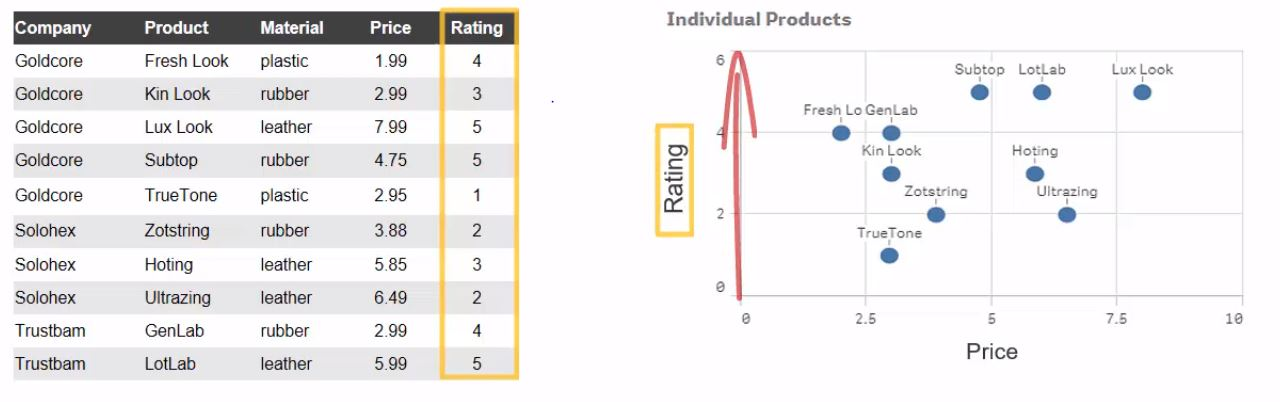 Company Product Material Price Rating
Goldcore Fresh Look plastic 1.99 4
Goldcore Kin Look rubber 2.99 3
Goldcore Lux Look leather 7.99 5
Goldcore Subtop rubber 4.75 5
Goldcore TrueTone plastic 2.95 1
Solohex Zotstring rubber 3.88 2
Solohex Hoting leather 5.85 3
Solohex Ultrazing leather 6.49 2
Trustbam GenLab rubber 2.99 4
Trustbam LotLab leather 5.99 5
Individual Products
6
Subtop LotLab Lux Look
Fresh Lo GenLab
4
Kin Look Hoting
Zotstring Ultrazing
2
TrueTone
0
Rating
0 2.5 5 7.5 10
Price